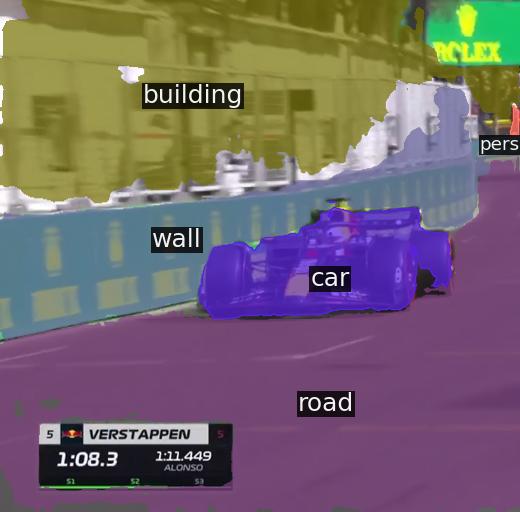 ROLEX
building
pers
wall
car
road
5 VERSTAPPEN 5
1:08.3 1:11.449
ALONSO
S1 S2 S3